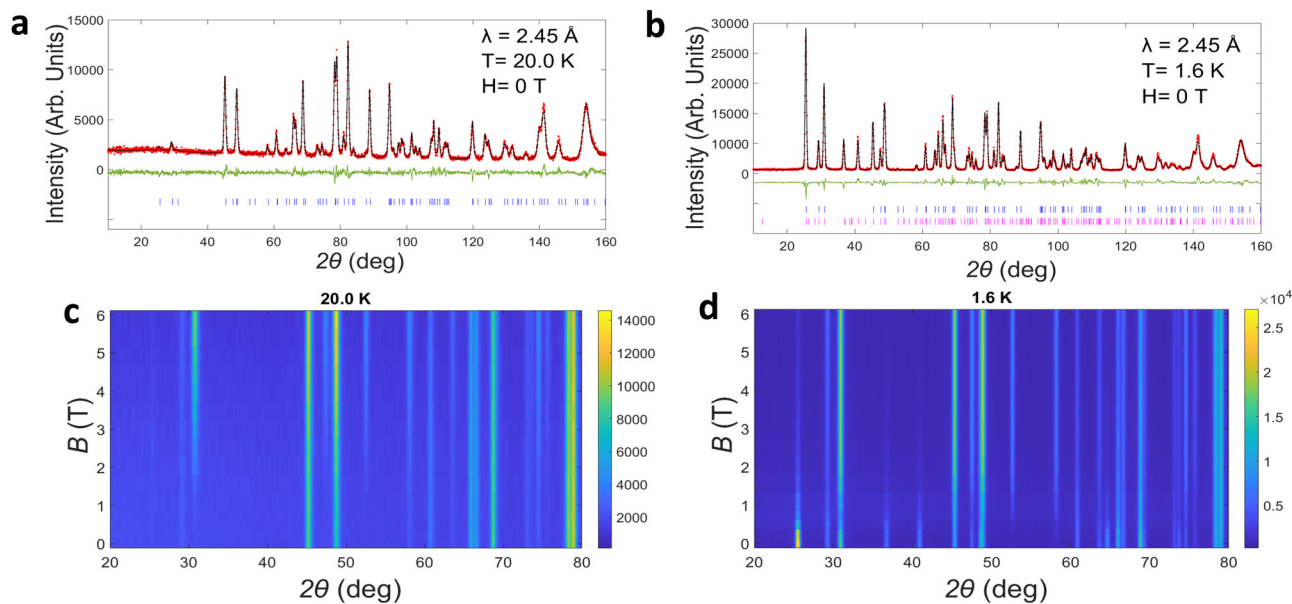 a
15000
10000
5000
0
Intensity (Arb. Units)
λ = 2.45 Å
T= 20.0 K
H= 0 T
20 40 60 80 100 120 140 160
2θ (deg)
b
30000
25000
20000
15000
10000
5000
0
Intensity (Arb. Units)
λ = 2.45 Å
T= 1.6 K
H= 0 T
20 40 60 80 100 120 140 160
2θ (deg)
c
20.0 K
6
5
4
3
2
1
0
B (T)
20 30 40 50 60 70 80
2θ (deg)
14000
12000
10000
8000
6000
4000
2000
d
1.6 K
6
5
4
3
2
1
0
B (T)
20 30 40 50 60 70 80
2θ (deg)
×10⁴
2.5
2
1.5
1
0.5